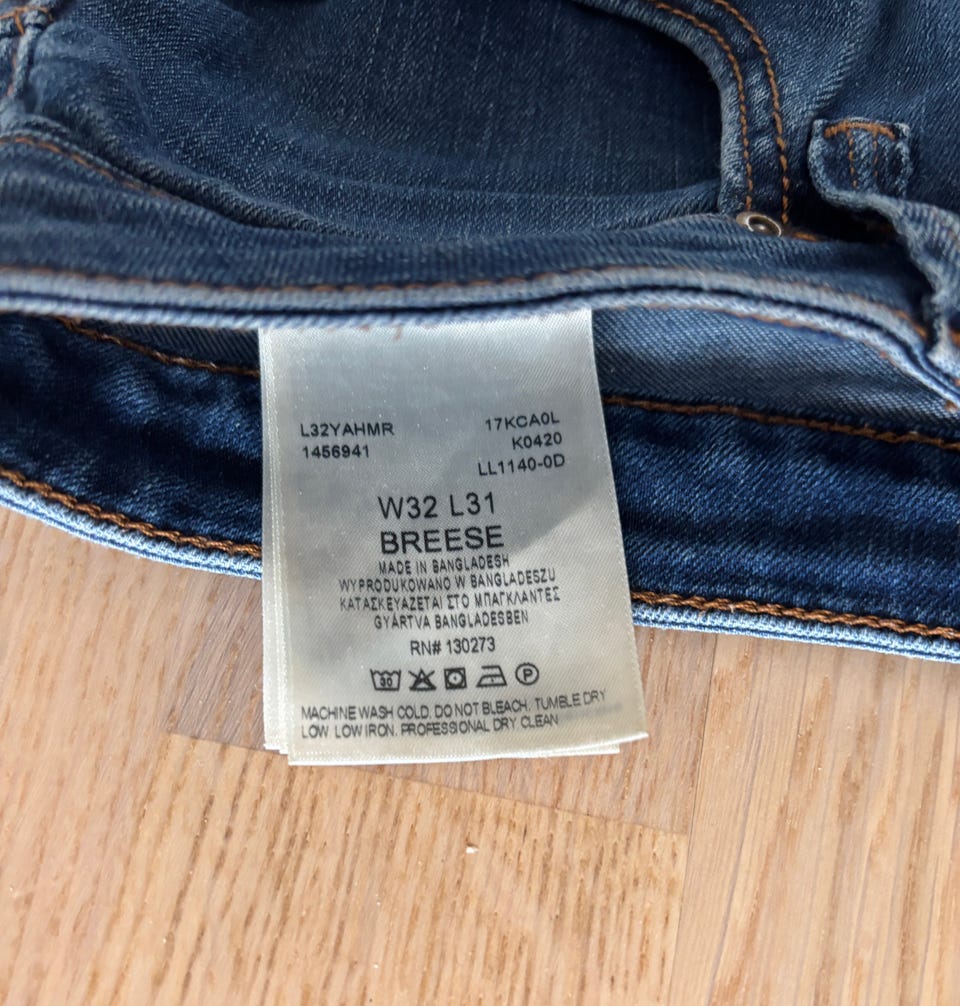 L32YAHMR
1456941
17KCA0L
K0420
LL1140-0D
W32 L31
BREESE
MADE IN BANGLADESH
WYPRODUKOWANO W BANGLADESZU
ΚΑΤΑΣΚΕΥΑΖΕΤΑΙ ΣΤΟ ΜΠΑΓΚΛΑΝΤΕΣ
GYÁRTVA BANGLADESBEN
RN# 130273
30 P
MACHINE WASH COLD. DO NOT BLEACH. TUMBLE DRY
LOW LOW IRON. PROFESSIONAL DRY CLEAN